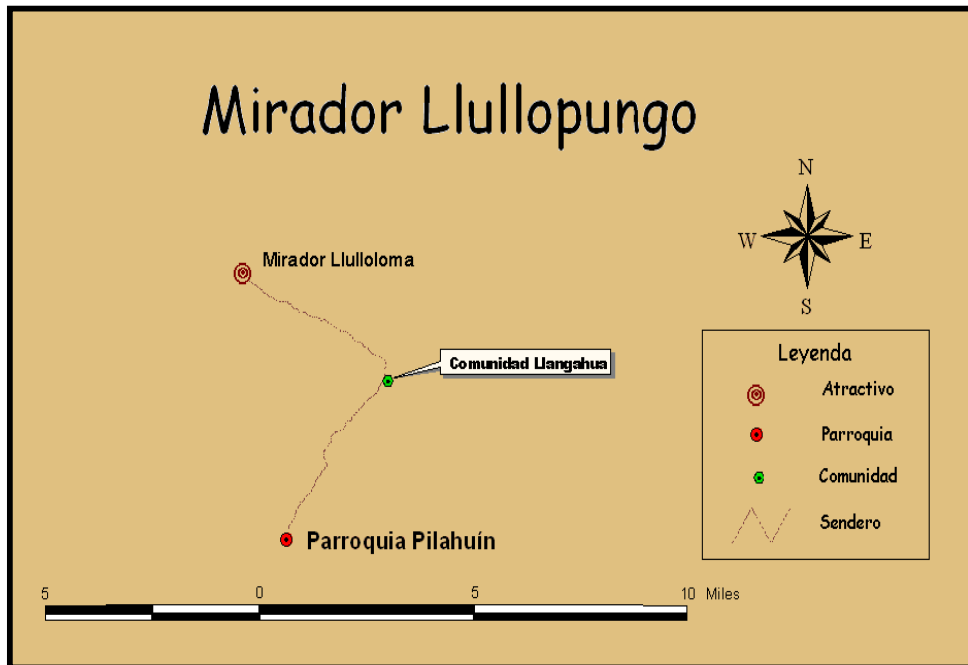 Mirador Llullopungo
N
W
E
S
Mirador Llulloloma
Comunidad Llangahua
Parroquia Pilahuín
Leyenda
Atractivo
Parroquia
Comunidad
Sendero
5 0 5 10 Miles